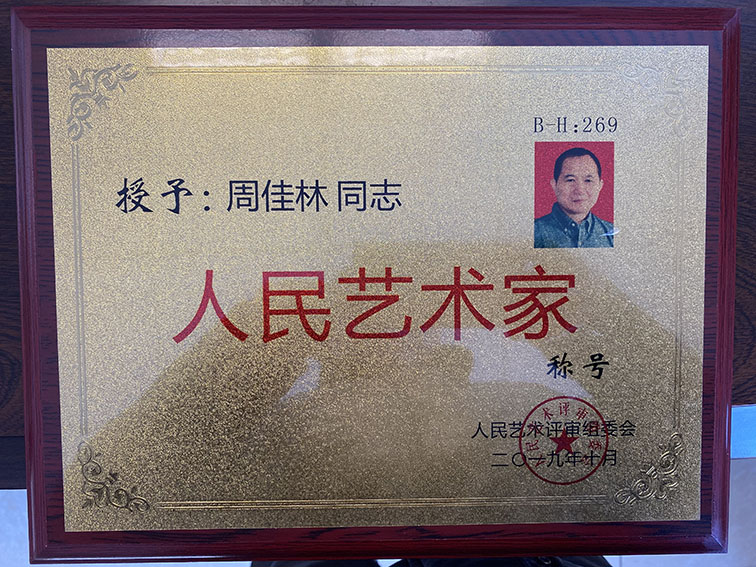 B-H:269
授予：周佳林 同志
人民艺术家
称号
人民艺术评审组委会
二〇一九年十月